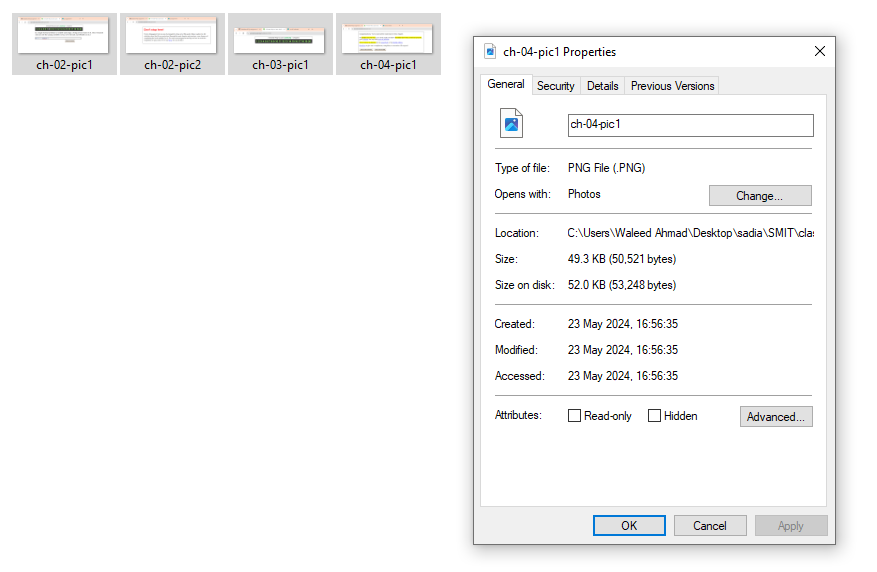 ch-02-pic1
ch-02-pic2
ch-03-pic1
ch-04-pic1
ch-04-pic1 Properties
General Security Details Previous Versions
ch-04-pic1
Type of file: PNG File (.PNG)
Opens with: Photos Change...
Location: C:\Users\Waleed Ahmad\Desktop\sadia\SMIT\clas
Size: 49.3 KB (50,521 bytes)
Size on disk: 52.0 KB (53,248 bytes)
Created: 23 May 2024, 16:56:35
Modified: 23 May 2024, 16:56:35
Accessed: 23 May 2024, 16:56:35
Attributes: Read-only Hidden Advanced...
OK Cancel Apply